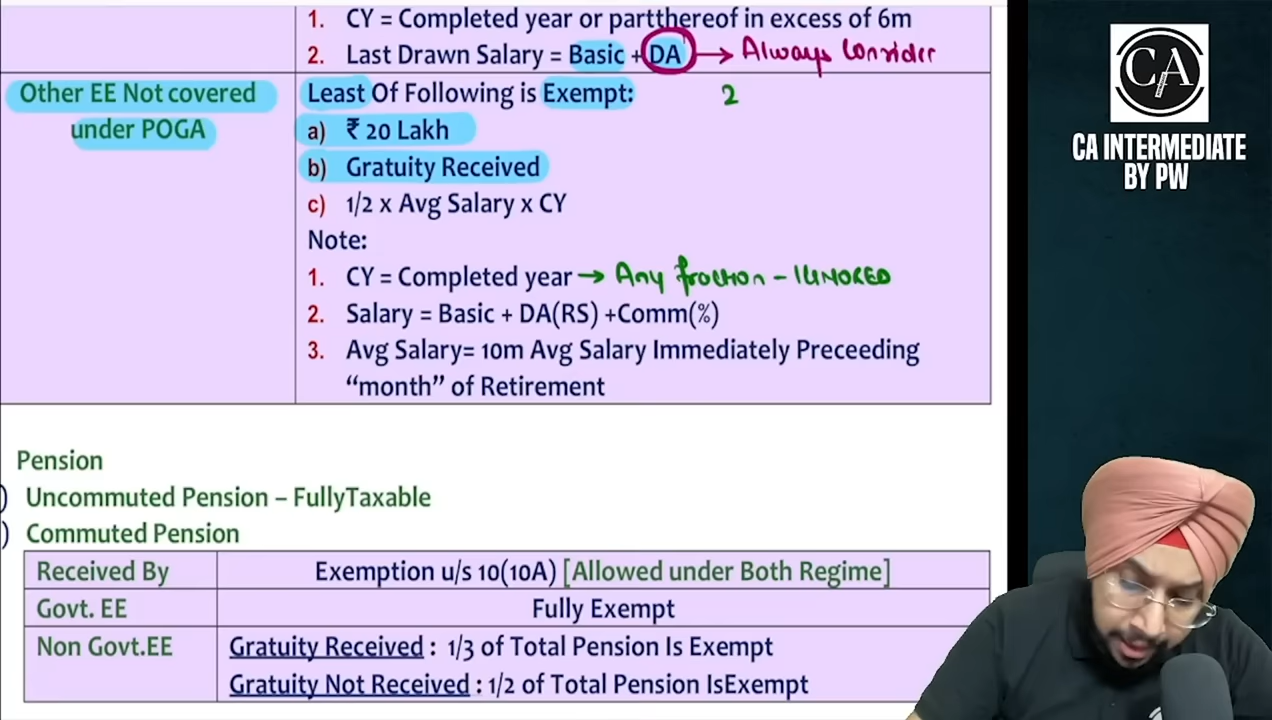 1. CY = Completed year or partthereof in excess of 6m
2. Last Drawn Salary = Basic + DA → Always Consider
Other EE Not covered under POGA
Least Of Following is Exempt: 2
a) ₹ 20 Lakh
b) Gratuity Received
c) 1/2 x Avg Salary x CY
Note:
1. CY = Completed year → Any fraction - IGNORED
2. Salary = Basic + DA(RS) +Comm(%)
3. Avg Salary= 10m Avg Salary Immediately Preceeding
"month" of Retirement
Pension
) Uncommuted Pension – FullyTaxable
) Commuted Pension
Received By Exemption u/s 10(10A) [Allowed under Both Regime]
Govt. EE Fully Exempt
Non Govt.EE Gratuity Received : 1/3 of Total Pension Is Exempt
Gratuity Not Received : 1/2 of Total Pension IsExempt
CA
CA INTERMEDIATE
BY PW